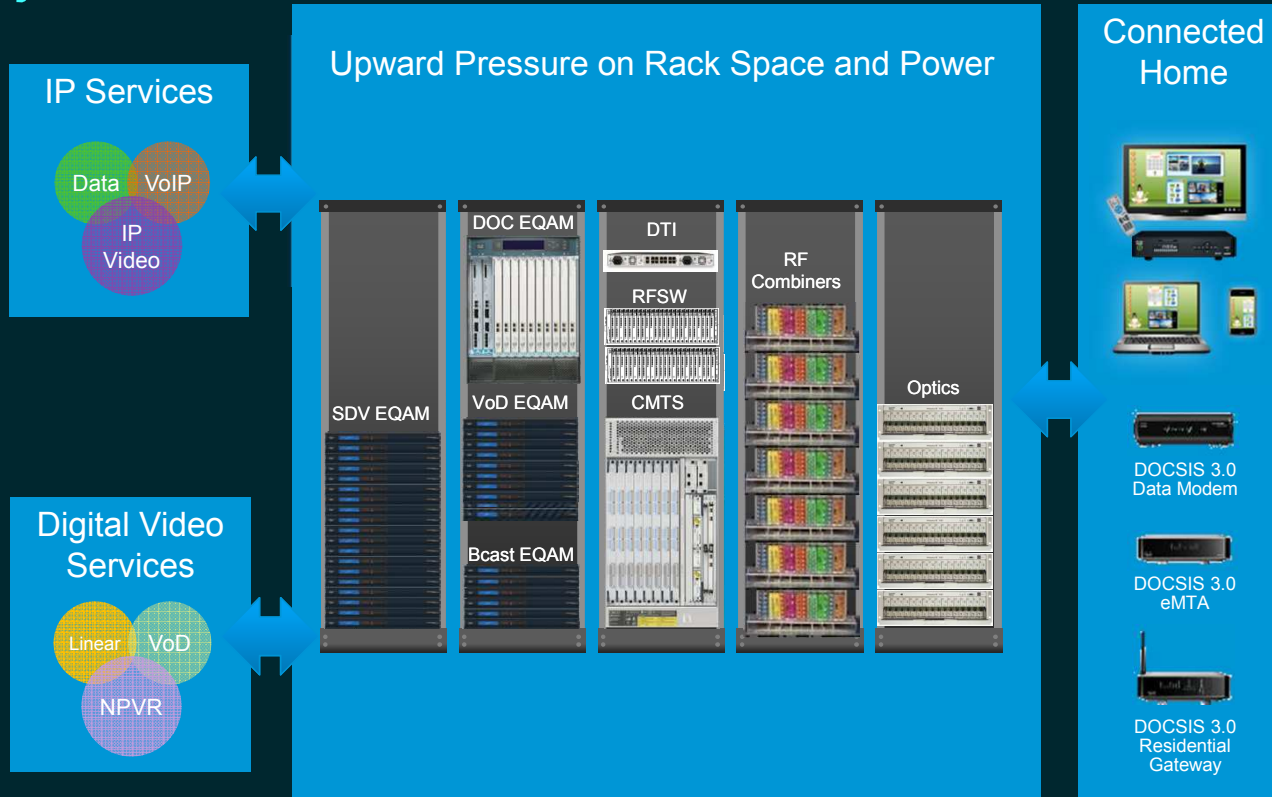 IP Services
Data
VoIP
IP
Video
Digital Video
Services
Linear
VoD
NPVR
Upward Pressure on Rack Space and Power
SDV EQAM
DOC EQAM
VoD EQAM
Bcast EQAM
DTI
RFSW
CMTS
RF
Combiners
Optics
Connected
Home
DOCSIS 3.0
Data Modem
DOCSIS 3.0
eMTA
DOCSIS 3.0
Residential
Gateway